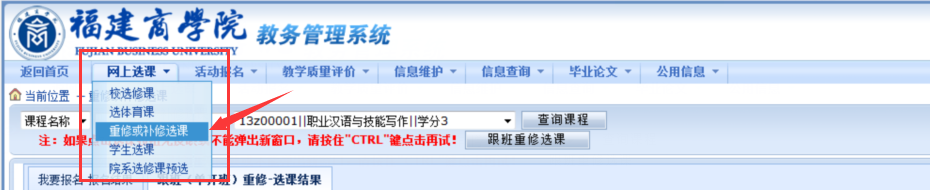 福建商学院 教务管理系统
FUJIAN BUSINESS UNIVERSITY
返回首页 网上选课 活动报名 教学质量评价 信息维护 信息查询 毕业论文 公用信息
当前位置
校选修课
选体育课
课程名称 13z00001||职业汉语与技能写作||学分3 查询课程
重修或补修选课
注：如果 不能弹出新窗口，请按住"CTRL"键点击再试！ 跟班重修选课
学生选课
院系选修课预选
我要报名-报名结果 跟班（单开班）重修-选课结果